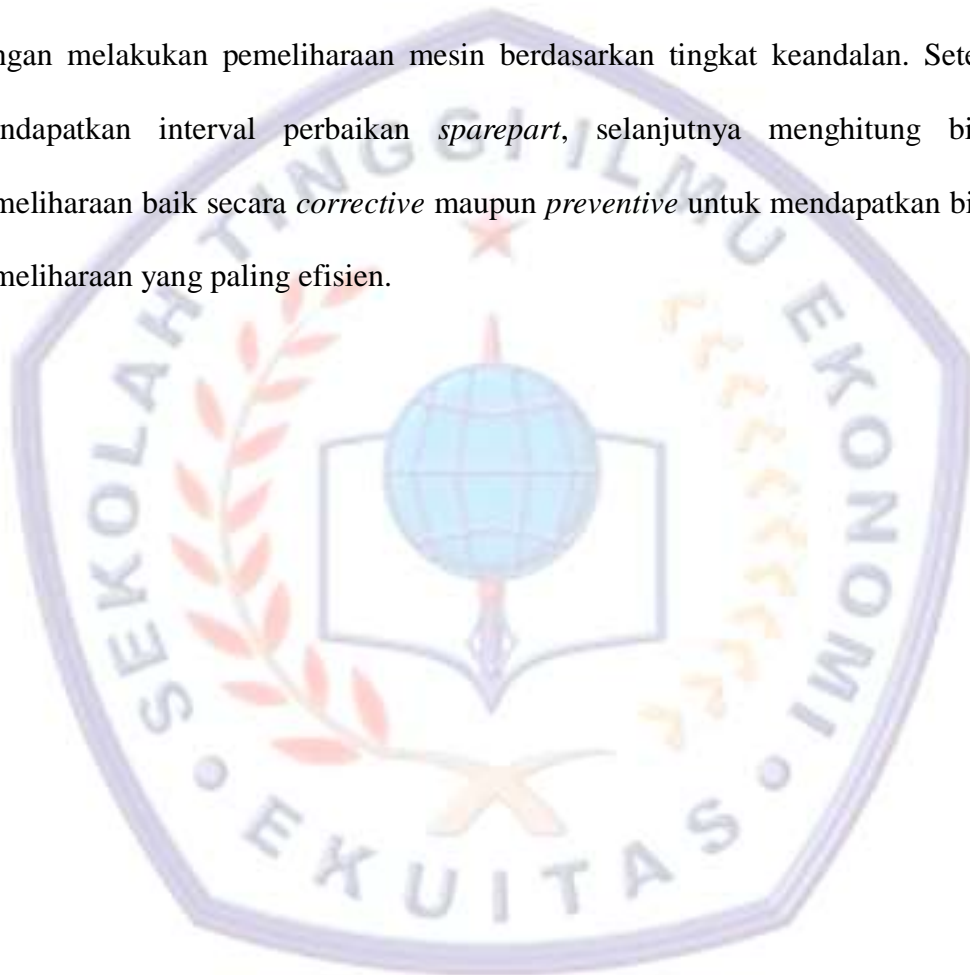 ngan melakukan pemeliharaan mesin berdasarkan tingkat keandalan. Sete
ndapatkan interval perbaikan sparepart, selanjutnya menghitung bi
meliharaan baik secara corrective maupun preventive untuk mendapatkan bi
meliharaan yang paling efisien.
SEKOLAH TINGGI ILMU EKONOMI
• EKUITAS •